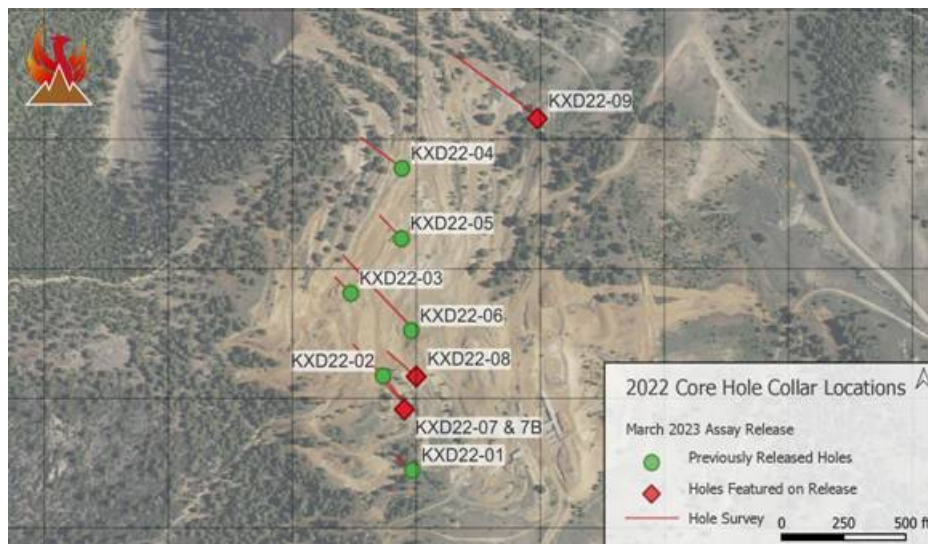 KXD22-09
KXD22-04
KXD22-05
KXD22-03
KXD22-06
KXD22-02
KXD22-08
KXD22-07 & 7B
KXD22-01
2022 Core Hole Collar Locations
March 2023 Assay Release
Previously Released Holes
Holes Featured on Release
Hole Survey
0 250 500 ft